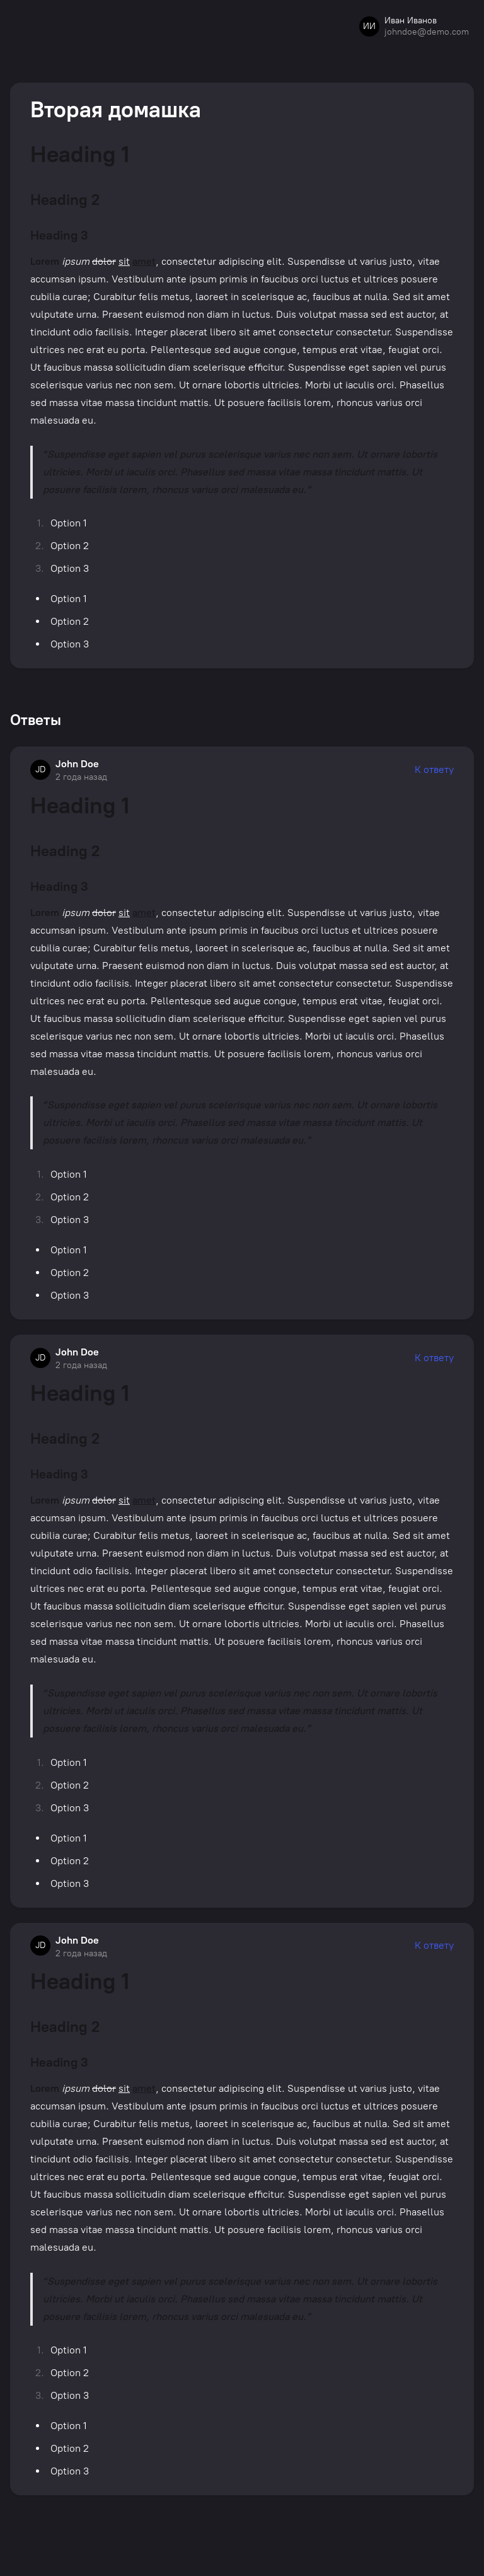 ИИ
Иван Иванов
johndoe@demo.com
Вторая домашка
Heading 1
Heading 2
Heading 3
Lorem ipsum dolor sit amet, consectetur adipiscing elit. Suspendisse ut varius justo, vitae
accumsan ipsum. Vestibulum ante ipsum primis in faucibus orci luctus et ultrices posuere
cubilia curae; Curabitur felis metus, laoreet in scelerisque ac, faucibus at nulla. Sed sit amet
vulputate urna. Praesent euismod non diam in luctus. Duis volutpat massa sed est auctor, at
tincidunt odio facilisis. Integer placerat libero sit amet consectetur consectetur. Suspendisse
ultrices nec erat eu porta. Pellentesque sed augue congue, tempus erat vitae, feugiat orci.
Ut faucibus massa sollicitudin diam scelerisque efficitur. Suspendisse eget sapien vel purus
scelerisque varius nec non sem. Ut ornare lobortis ultricies. Morbi ut iaculis orci. Phasellus
sed massa vitae massa tincidunt mattis. Ut posuere facilisis lorem, rhoncus varius orci
malesuada eu.
"Suspendisse eget sapien vel purus scelerisque varius nec non sem. Ut ornare lobortis
ultricies. Morbi ut iaculis orci. Phasellus sed massa vitae massa tincidunt mattis. Ut
posuere facilisis lorem, rhoncus varius orci malesuada eu."
1. Option 1
2. Option 2
3. Option 3
• Option 1
• Option 2
• Option 3
Ответы
JD
John Doe
2 года назад
К ответу
Heading 1
Heading 2
Heading 3
Lorem ipsum dolor sit amet, consectetur adipiscing elit. Suspendisse ut varius justo, vitae
accumsan ipsum. Vestibulum ante ipsum primis in faucibus orci luctus et ultrices posuere
cubilia curae; Curabitur felis metus, laoreet in scelerisque ac, faucibus at nulla. Sed sit amet
vulputate urna. Praesent euismod non diam in luctus. Duis volutpat massa sed est auctor, at
tincidunt odio facilisis. Integer placerat libero sit amet consectetur consectetur. Suspendisse
ultrices nec erat eu porta. Pellentesque sed augue congue, tempus erat vitae, feugiat orci.
Ut faucibus massa sollicitudin diam scelerisque efficitur. Suspendisse eget sapien vel purus
scelerisque varius nec non sem. Ut ornare lobortis ultricies. Morbi ut iaculis orci. Phasellus
sed massa vitae massa tincidunt mattis. Ut posuere facilisis lorem, rhoncus varius orci
malesuada eu.
"Suspendisse eget sapien vel purus scelerisque varius nec non sem. Ut ornare lobortis
ultricies. Morbi ut iaculis orci. Phasellus sed massa vitae massa tincidunt mattis. Ut
posuere facilisis lorem, rhoncus varius orci malesuada eu."
1. Option 1
2. Option 2
3. Option 3
• Option 1
• Option 2
• Option 3
JD
John Doe
2 года назад
К ответу
Heading 1
Heading 2
Heading 3
Lorem ipsum dolor sit amet, consectetur adipiscing elit. Suspendisse ut varius justo, vitae
accumsan ipsum. Vestibulum ante ipsum primis in faucibus orci luctus et ultrices posuere
cubilia curae; Curabitur felis metus, laoreet in scelerisque ac, faucibus at nulla. Sed sit amet
vulputate urna. Praesent euismod non diam in luctus. Duis volutpat massa sed est auctor, at
tincidunt odio facilisis. Integer placerat libero sit amet consectetur consectetur. Suspendisse
ultrices nec erat eu porta. Pellentesque sed augue congue, tempus erat vitae, feugiat orci.
Ut faucibus massa sollicitudin diam scelerisque efficitur. Suspendisse eget sapien vel purus
scelerisque varius nec non sem. Ut ornare lobortis ultricies. Morbi ut iaculis orci. Phasellus
sed massa vitae massa tincidunt mattis. Ut posuere facilisis lorem, rhoncus varius orci
malesuada eu.
"Suspendisse eget sapien vel purus scelerisque varius nec non sem. Ut ornare lobortis
ultricies. Morbi ut iaculis orci. Phasellus sed massa vitae massa tincidunt mattis. Ut
posuere facilisis lorem, rhoncus varius orci malesuada eu."
1. Option 1
2. Option 2
3. Option 3
• Option 1
• Option 2
• Option 3
JD
John Doe
2 года назад
К ответу
Heading 1
Heading 2
Heading 3
Lorem ipsum dolor sit amet, consectetur adipiscing elit. Suspendisse ut varius justo, vitae
accumsan ipsum. Vestibulum ante ipsum primis in faucibus orci luctus et ultrices posuere
cubilia curae; Curabitur felis metus, laoreet in scelerisque ac, faucibus at nulla. Sed sit amet
vulputate urna. Praesent euismod non diam in luctus. Duis volutpat massa sed est auctor, at
tincidunt odio facilisis. Integer placerat libero sit amet consectetur consectetur. Suspendisse
ultrices nec erat eu porta. Pellentesque sed augue congue, tempus erat vitae, feugiat orci.
Ut faucibus massa sollicitudin diam scelerisque efficitur. Suspendisse eget sapien vel purus
scelerisque varius nec non sem. Ut ornare lobortis ultricies. Morbi ut iaculis orci. Phasellus
sed massa vitae massa tincidunt mattis. Ut posuere facilisis lorem, rhoncus varius orci
malesuada eu.
"Suspendisse eget sapien vel purus scelerisque varius nec non sem. Ut ornare lobortis
ultricies. Morbi ut iaculis orci. Phasellus sed massa vitae massa tincidunt mattis. Ut
posuere facilisis lorem, rhoncus varius orci malesuada eu."
1. Option 1
2. Option 2
3. Option 3
• Option 1
• Option 2
• Option 3